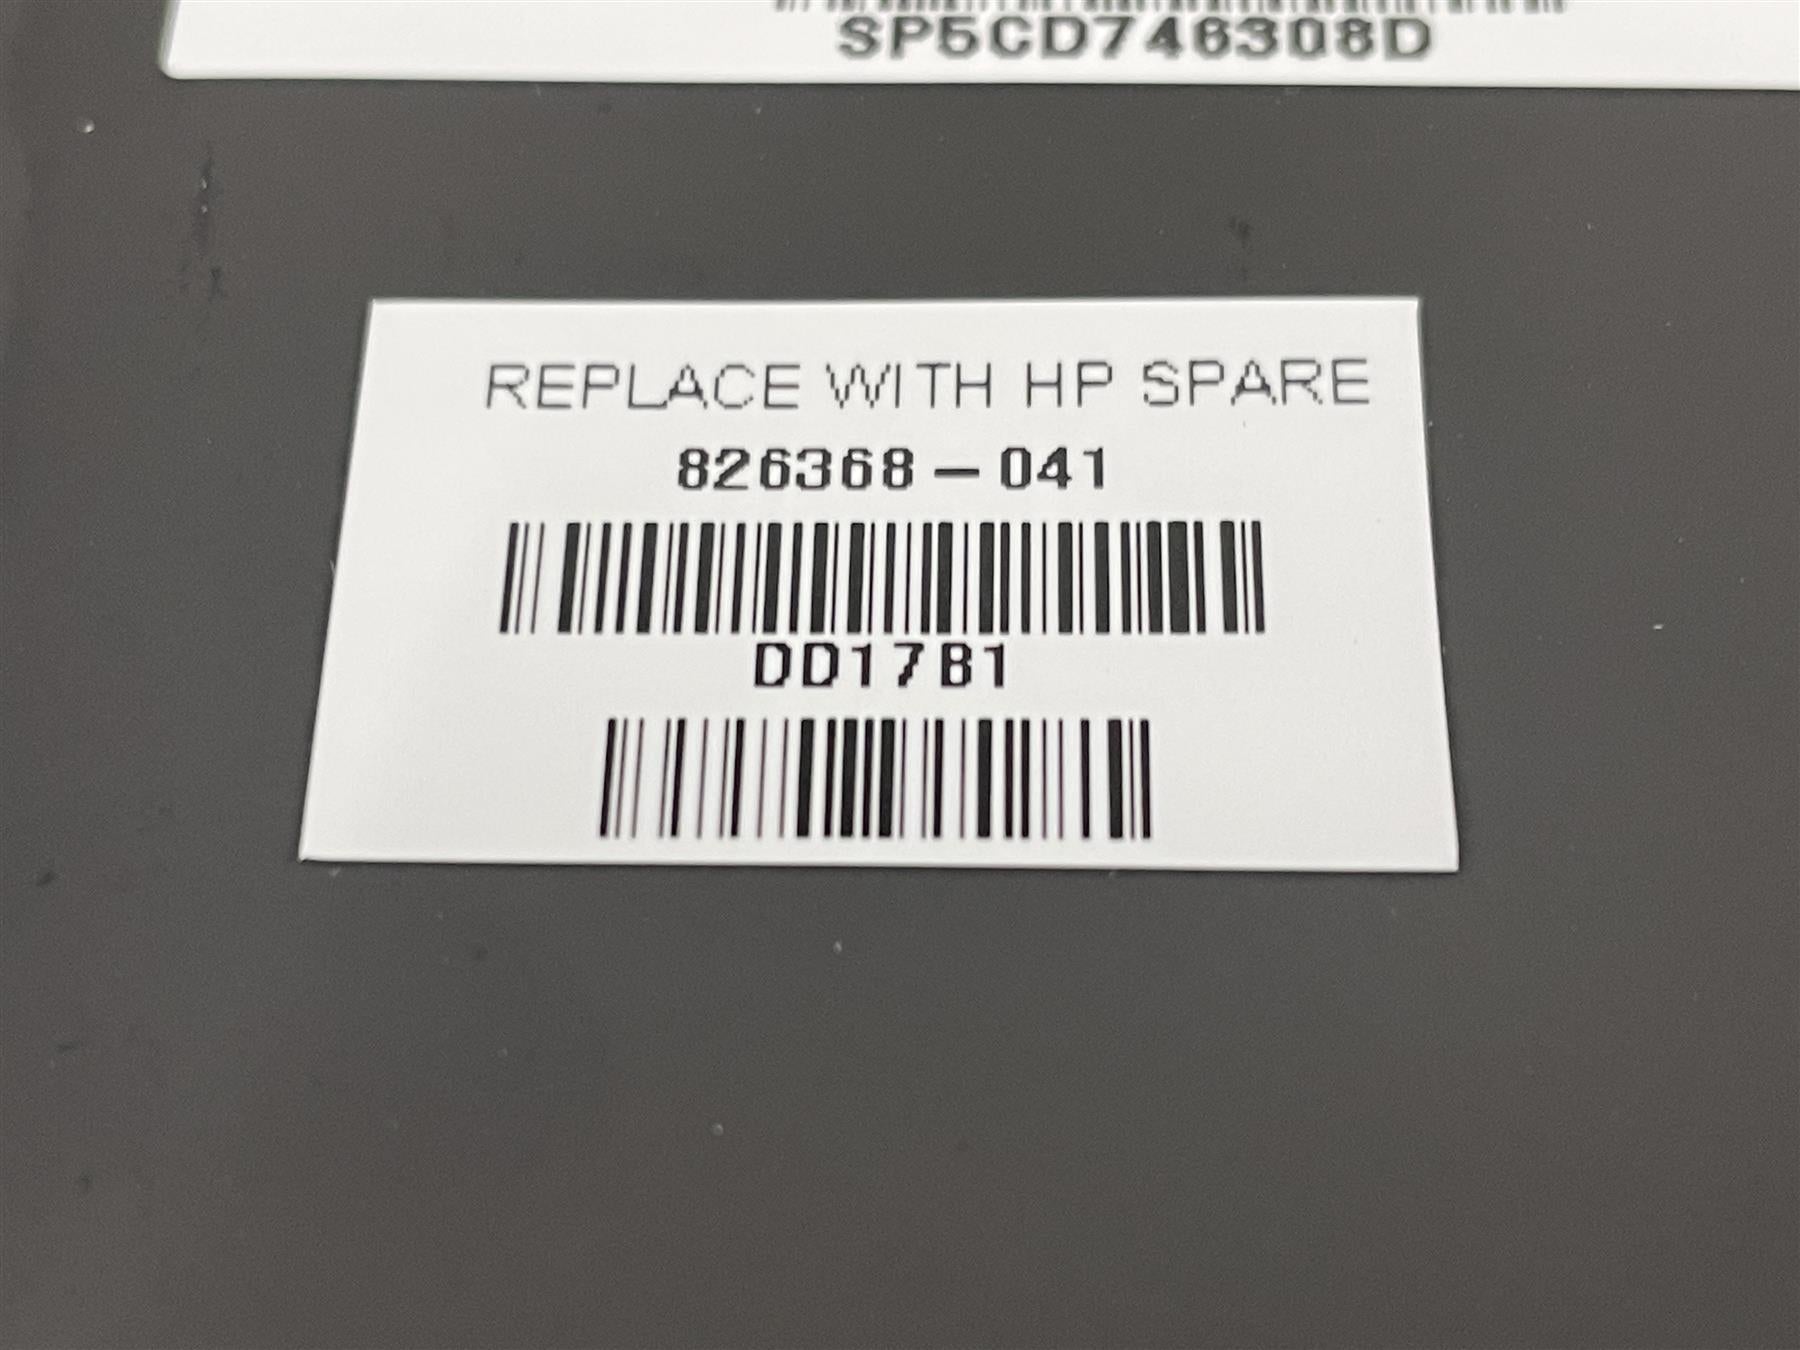 SP5CD746308D
REPLACE WITH HP SPARE
826368-041
DD17B1